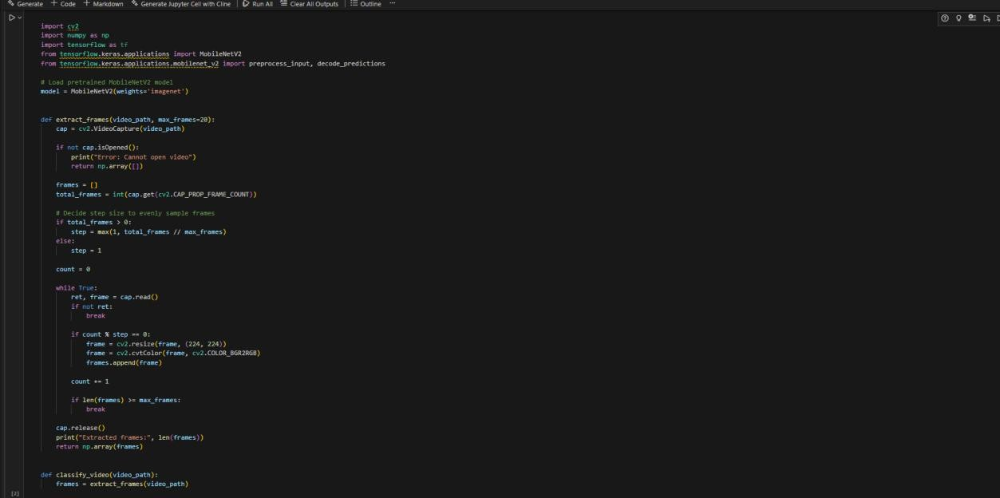 Generate + Code + Markdown Generate Jupyter Cell with Cline Run All Clear All Outputs Outline ...
import cv2
import numpy as np
import tensorflow as tf
from tensorflow.keras.applications import MobileNetV2
from tensorflow.keras.applications.mobilenet_v2 import preprocess_input, decode_predictions
# Load pretrained MobileNetV2 model
model = MobileNetV2(weights='imagenet')
def extract_frames(video_path, max_frames=20):
    cap = cv2.VideoCapture(video_path)
    if not cap.isOpened():
        print("Error: Cannot open video")
        return np.array([])
    frames = []
    total_frames = int(cap.get(cv2.CAP_PROP_FRAME_COUNT))
    # Decide step size to evenly sample frames
    if total_frames > 0:
        step = max(1, total_frames // max_frames)
    else:
        step = 1
    count = 0
    while True:
        ret, frame = cap.read()
        if not ret:
            break
        if count % step == 0:
            frame = cv2.resize(frame, (224, 224))
            frame = cv2.cvtColor(frame, cv2.COLOR_BGR2RGB)
            frames.append(frame)
        count += 1
        if len(frames) >= max_frames:
            break
    cap.release()
    print("Extracted frames:", len(frames))
    return np.array(frames)
def classify_video(video_path):
    frames = extract_frames(video_path)
[2]